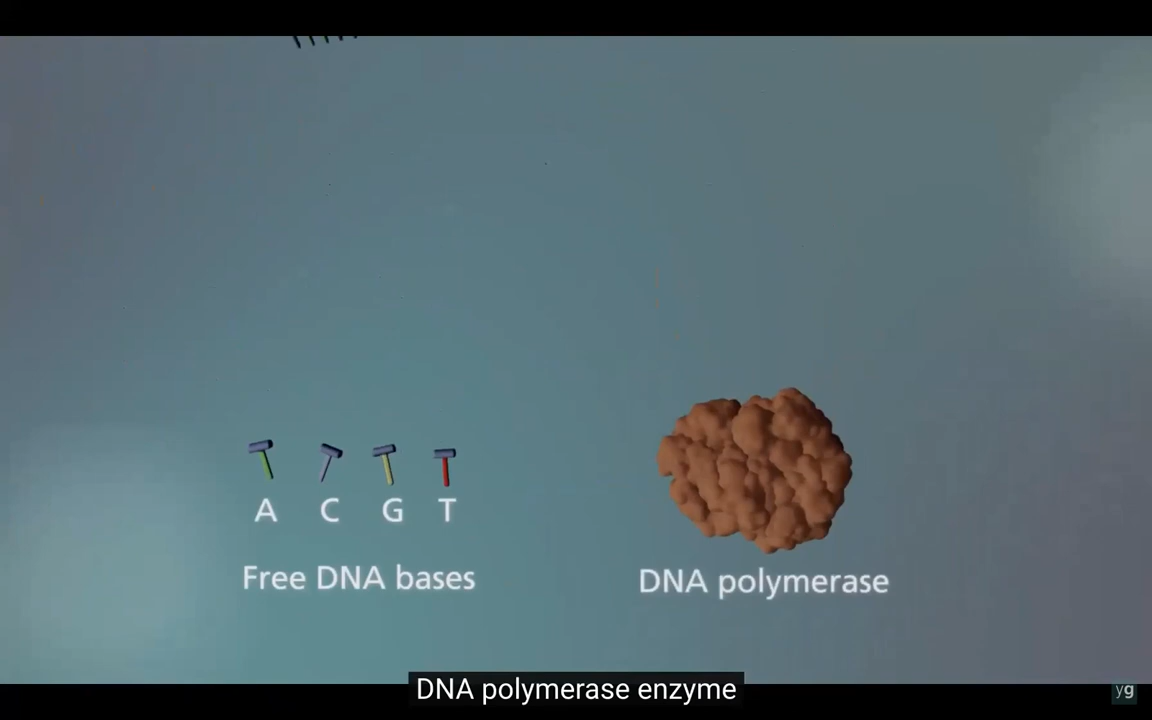 A C G T
Free DNA bases
DNA polymerase
DNA polymerase enzyme
yg